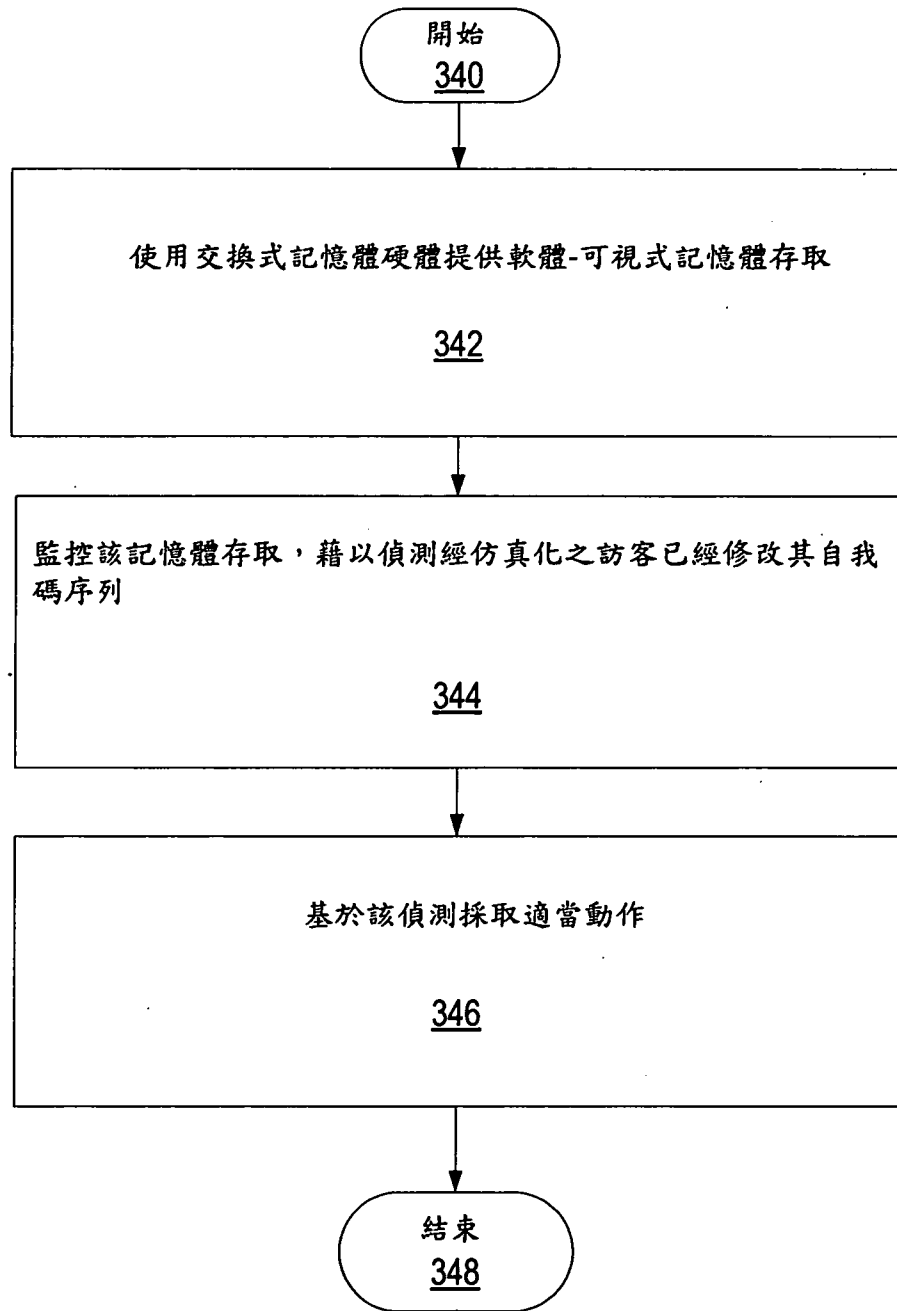 開始
340
使用交換式記憶體硬體提供軟體-可視式記憶體存取
342
監控該記憶體存取，藉以偵測經仿真化之訪客已經修改其自我
碼序列
344
基於該偵測採取適當動作
346
結束
348